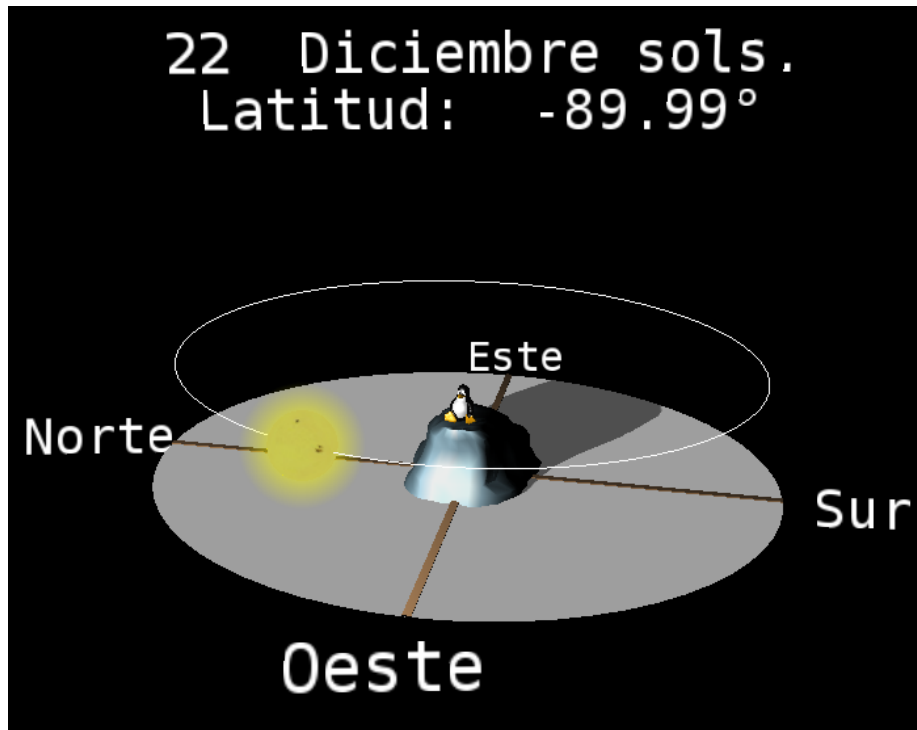 22 Diciembre sols.
Latitud: -89.99°
Este
Norte
Sur
Oeste